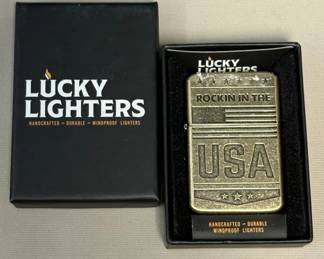 LUCKY
LIGHTERS
HANDCRAFTED – DURABLE – WINDPROOF LIGHTERS
LUCKY
LIGHTERS
ROCKIN IN THE
USA
HANDCRAFTED – DURABLE
WINDPROOF LIGHTERS